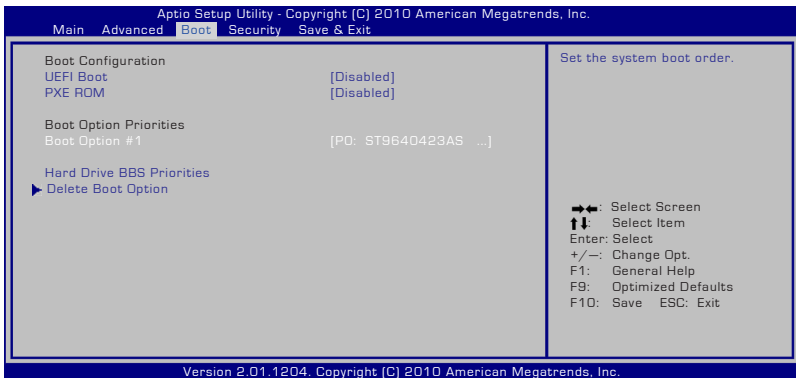 Aptio Setup Utility - Copyright (C) 2010 American Megatrends, Inc.
Main Advanced Boot Security Save & Exit
Boot Configuration
UEFI Boot [Disabled]
PXE ROM [Disabled]
Boot Option Priorities
Boot Option #1 [P0: ST9640423AS ...]
Hard Drive BBS Priorities
Delete Boot Option
Set the system boot order.
→←: Select Screen
↑↓: Select Item
Enter: Select
+/—: Change Opt.
F1: General Help
F9: Optimized Defaults
F10: Save ESC: Exit
Version 2.01.1204. Copyright (C) 2010 American Megatrends, Inc.